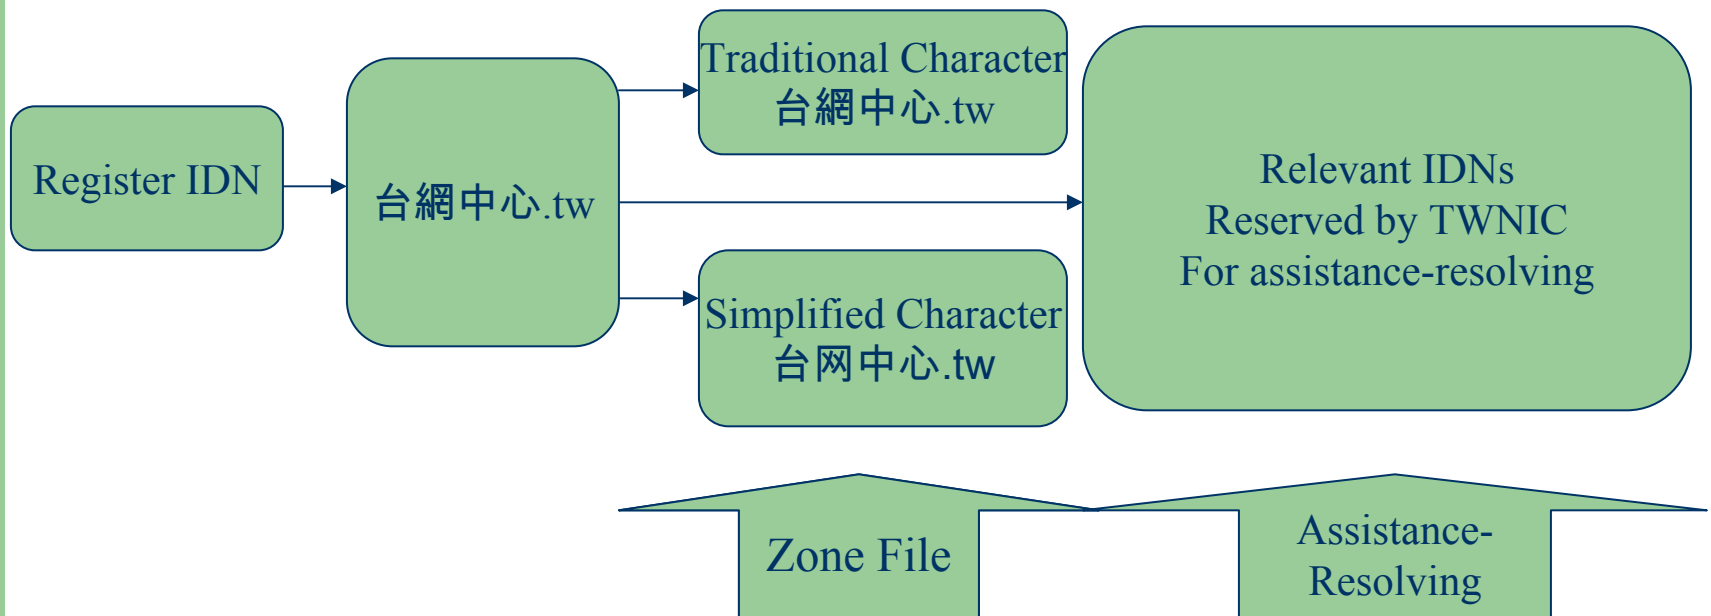 Register IDN
台網中心.tw
Traditional Character
台網中心.tw
Simplified Character
台网中心.tw
Relevant IDNs
Reserved by TWNIC
For assistance-resolving
Zone File
Assistance-
Resolving